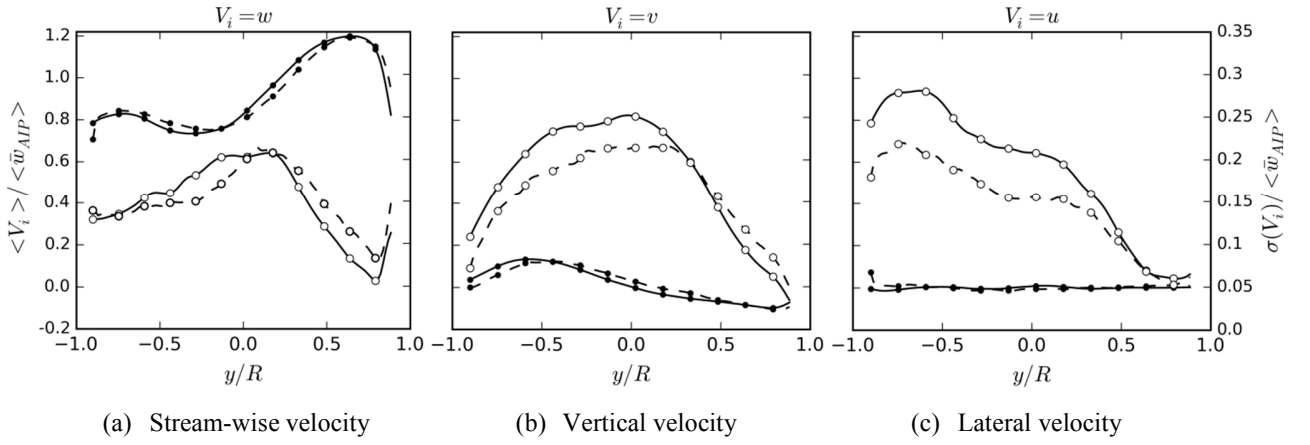 V_i = w
V_i = v
V_i = u
<V_i> / <w̄_AIP>
1.2
1.0
0.8
0.6
0.4
0.2
0.0
-0.2
−1.0 −0.5 0.0 0.5 1.0
−1.0 −0.5 0.0 0.5 1.0
−1.0 −0.5 0.0 0.5 1.0
0.35
0.30
0.25
0.20
0.15
0.10
0.05
0.0
σ(V_i)/ <w̄_AIP>
y/R
y/R
y/R
(a) Stream-wise velocity
(b) Vertical velocity
(c) Lateral velocity